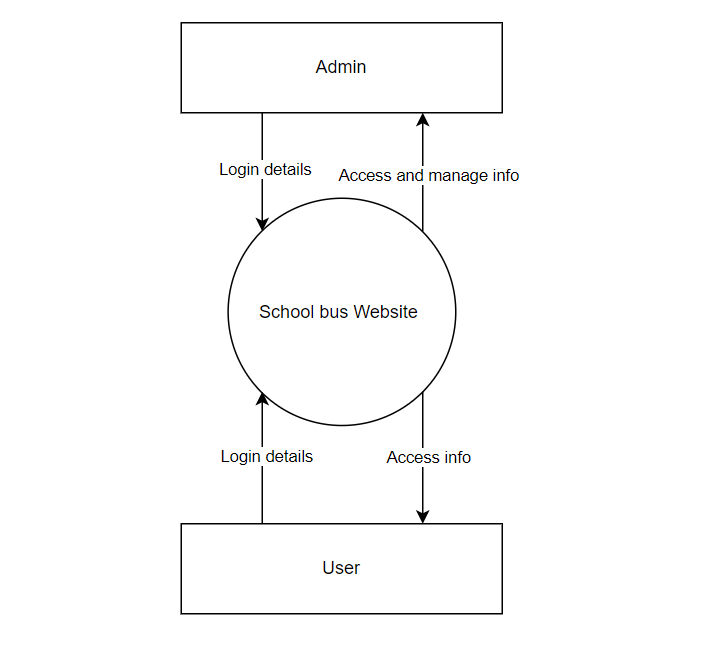 Admin
Login details
Access and manage info
School bus Website
Login details
Access info
User